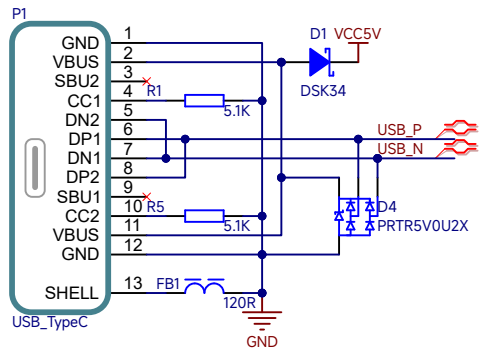 P1
GND 1
VBUS 2
SBU2 3
CC1 4
DN2 5
DP1 6
DN1 7
DP2 8
SBU1 9
CC2 10
VBUS 11
GND 12
SHELL 13
USB_TypeC
R1
5.1K
R5
5.1K
FB1
120R
GND
D1
VCC5V
DSK34
USB_P
USB_N
D4
PRTR5V0U2X